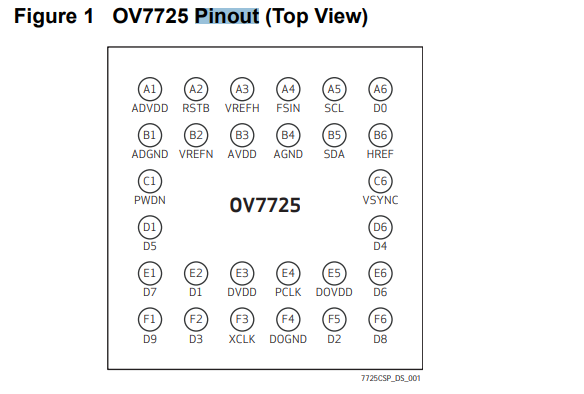 Figure 1 OV7725 Pinout (Top View)
A1 A2 A3 A4 A5 A6
ADVDD RSTB VREFH FSIN SCL D0
B1 B2 B3 B4 B5 B6
ADGND VREFN AVDD AGND SDA HREF
C1 C6
PWDN VSYNC
OV7725
D1 D6
D5 D4
E1 E2 E3 E4 E5 E6
D7 D1 DVDD PCLK DOVDD D6
F1 F2 F3 F4 F5 F6
D9 D3 XCLK DOGND D2 D8
7725CSP_DS_001